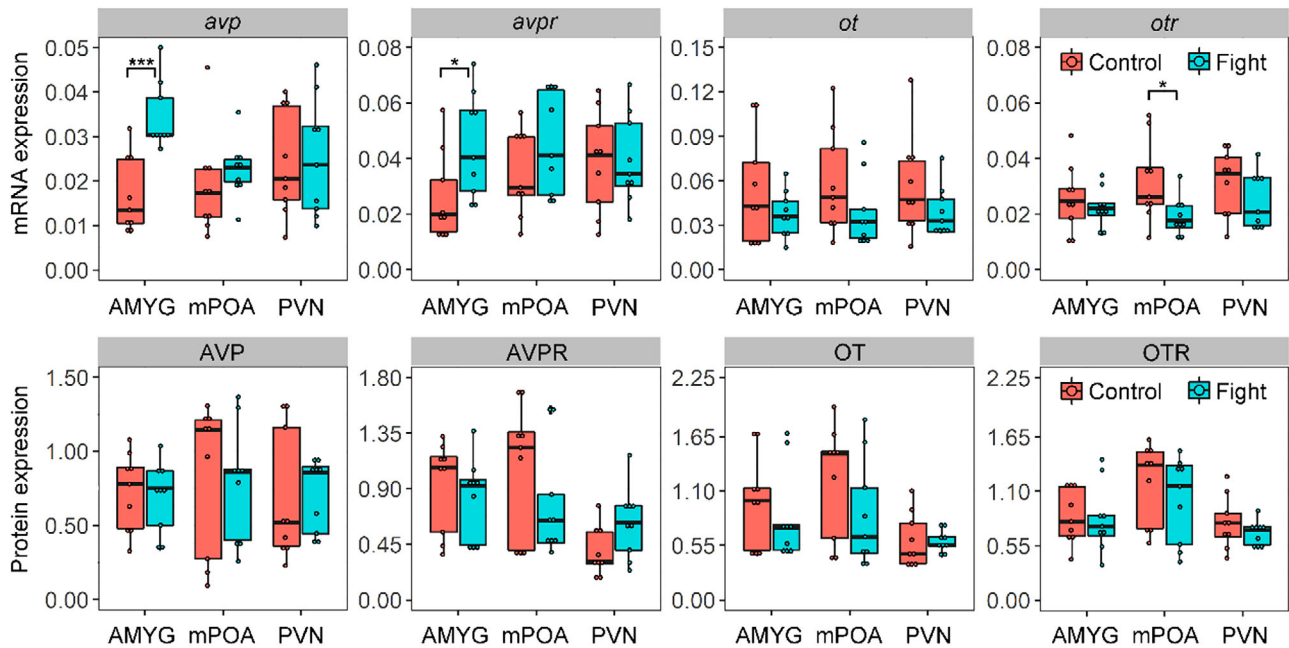 avp avpr ot otr
mRNA expression
0.05 0.08 0.15 0.08
0.04 0.06 0.12 0.06
0.03 0.04 0.09 0.04
0.02 0.02 0.06 0.02
0.01 0.00 0.03 0.00
0.00 0.00
*** * *
Control Fight
AMYG mPOA PVN AMYG mPOA PVN AMYG mPOA PVN AMYG mPOA PVN
AVP AVPR OT OTR
Protein expression
1.50 1.80 2.25 2.25
1.35 1.65 1.65
1.00 0.90 1.10 1.10
0.50 0.45 0.55 0.55
0.00 0.00 0.00 0.00
Control Fight
AMYG mPOA PVN AMYG mPOA PVN AMYG mPOA PVN AMYG mPOA PVN